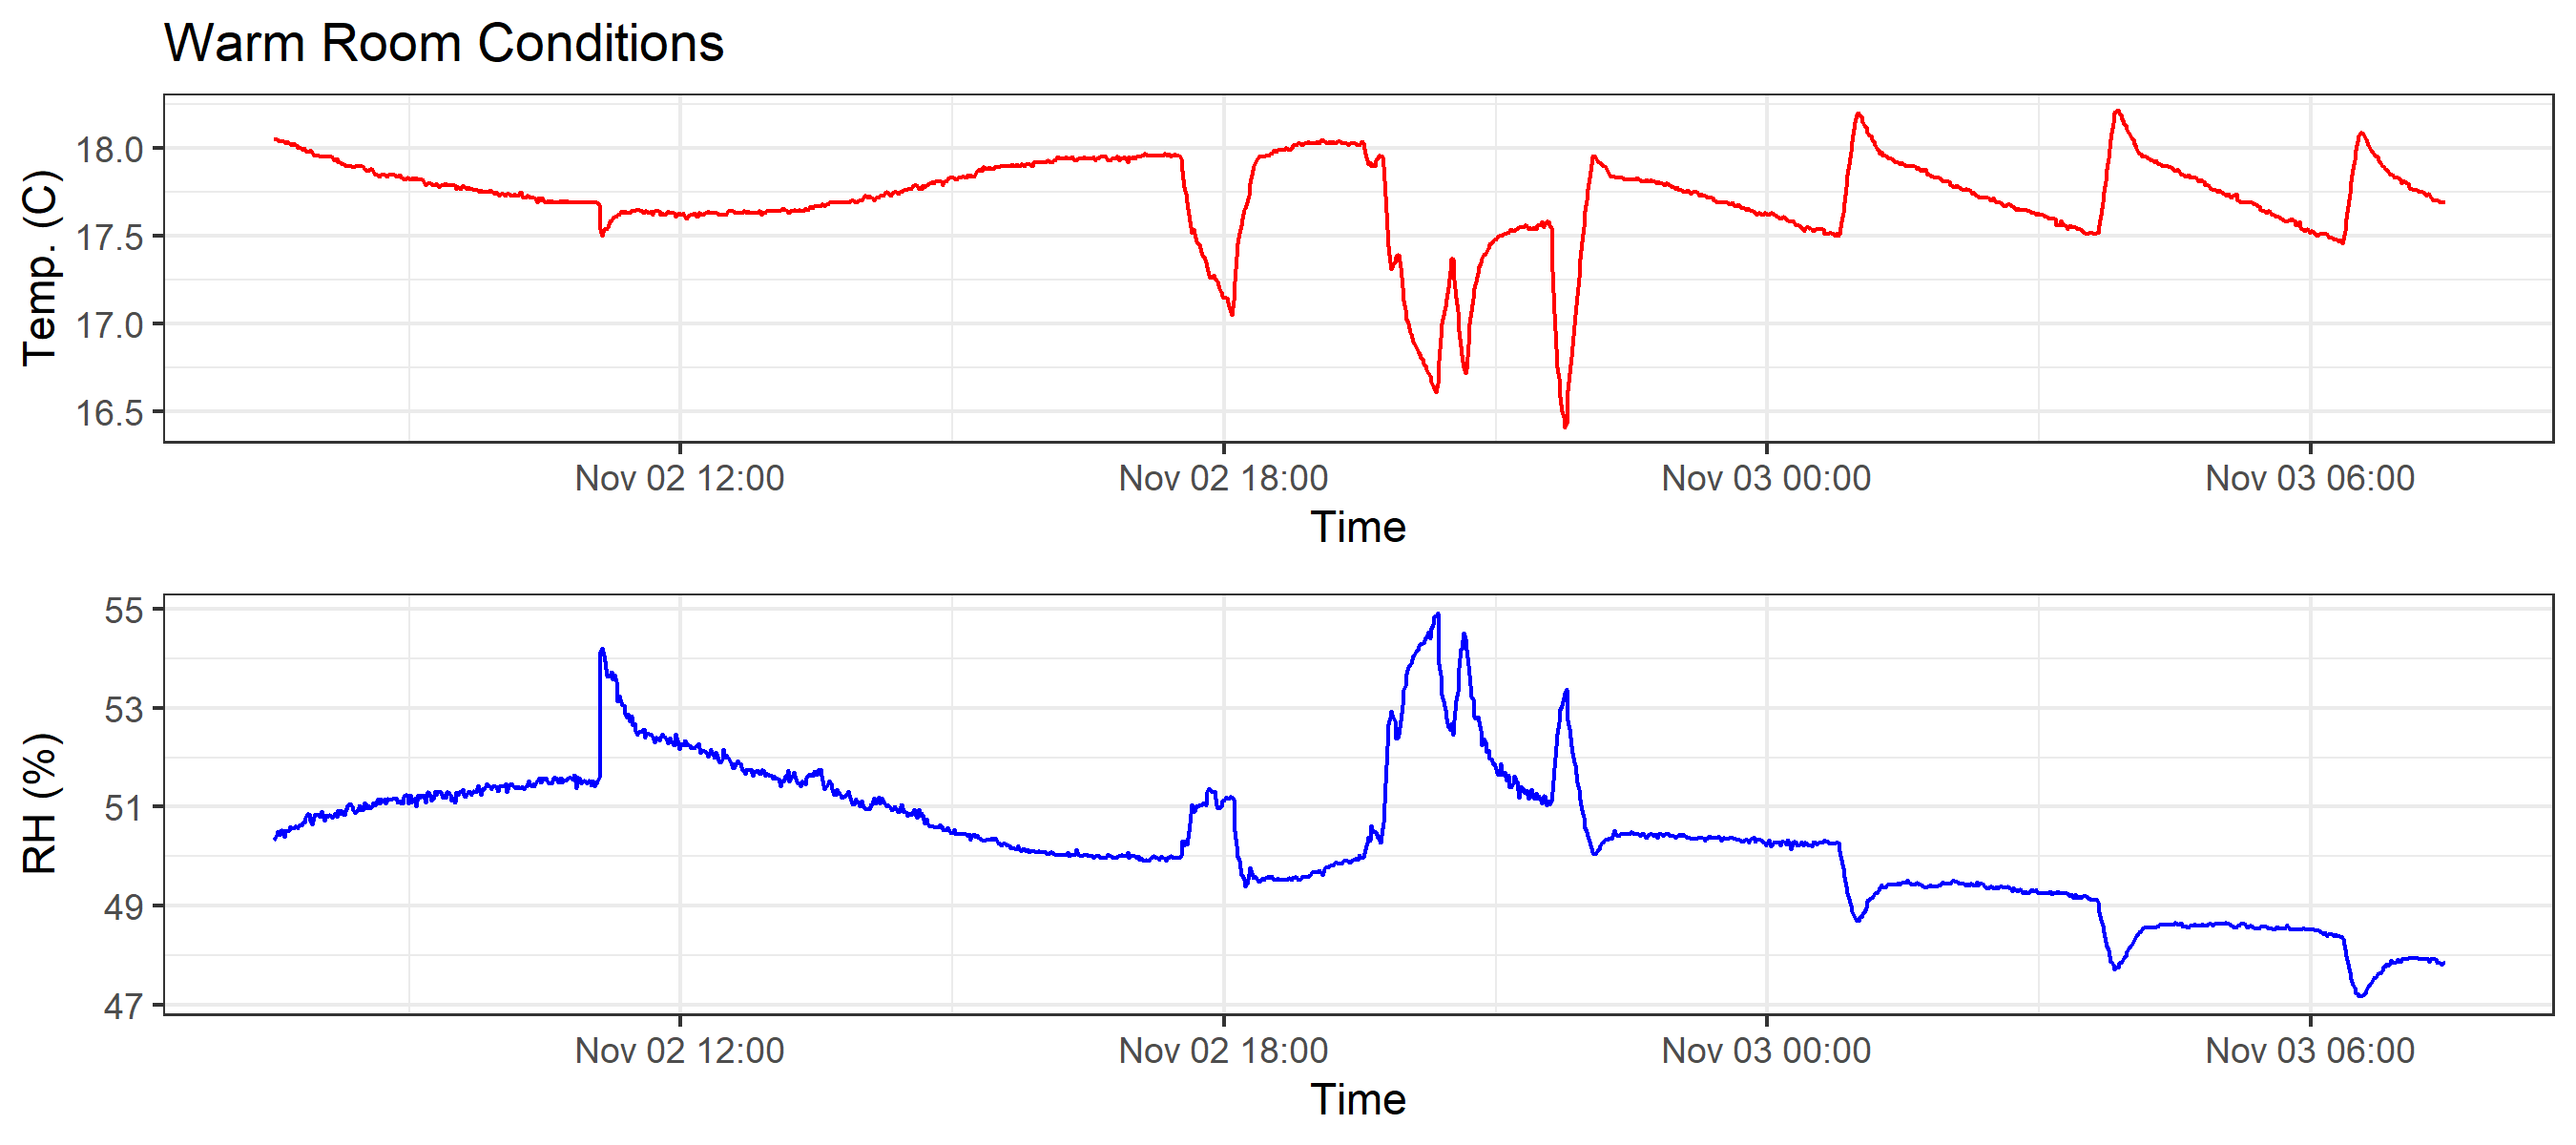 Warm Room Conditions
Temp. (C)
18.0
17.5
17.0
16.5
Nov 02 12:00 Nov 02 18:00 Nov 03 00:00 Nov 03 06:00
Time
RH (%)
55
53
51
49
47
Nov 02 12:00 Nov 02 18:00 Nov 03 00:00 Nov 03 06:00
Time